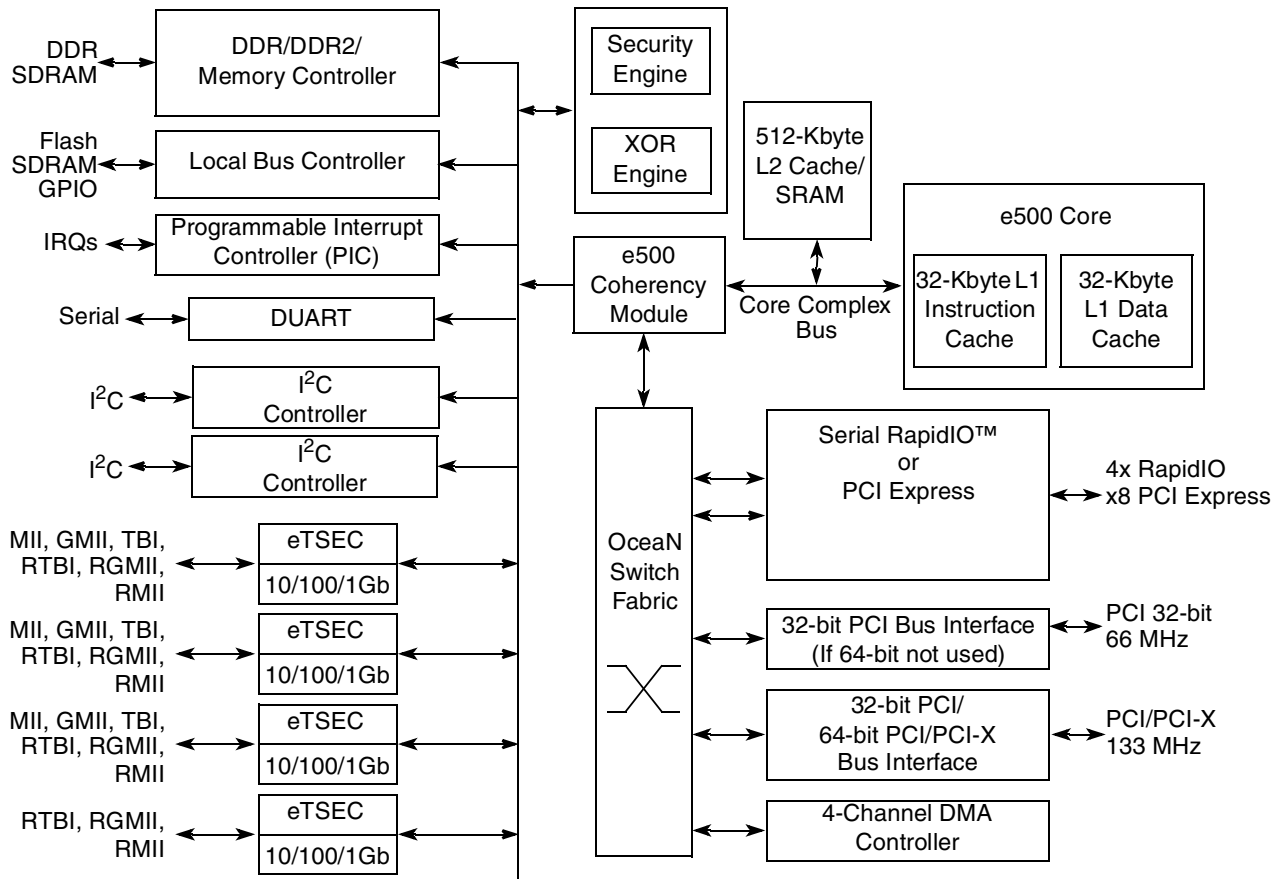 DDR
SDRAM
DDR/DDR2/
Memory Controller
Flash
SDRAM
GPIO
Local Bus Controller
IRQs
Programmable Interrupt
Controller (PIC)
Serial
DUART
I2C
I2C
Controller
I2C
I2C
Controller
MII, GMII, TBI,
RTBI, RGMII,
RMII
eTSEC
10/100/1Gb
MII, GMII, TBI,
RTBI, RGMII,
RMII
eTSEC
10/100/1Gb
MII, GMII, TBI,
RTBI, RGMII,
RMII
eTSEC
10/100/1Gb
RTBI, RGMII,
RMII
eTSEC
10/100/1Gb
Security
Engine
XOR
Engine
512-Kbyte
L2 Cache/
SRAM
e500
Coherency
Module
Core Complex
Bus
e500 Core
32-Kbyte L1
Instruction
Cache
32-Kbyte
L1 Data
Cache
OceaN
Switch
Fabric
Serial RapidIO™
or
PCI Express
4x RapidIO
x8 PCI Express
32-bit PCI Bus Interface
(If 64-bit not used)
PCI 32-bit
66 MHz
32-bit PCI/
64-bit PCI/PCI-X
Bus Interface
PCI/PCI-X
133 MHz
4-Channel DMA
Controller